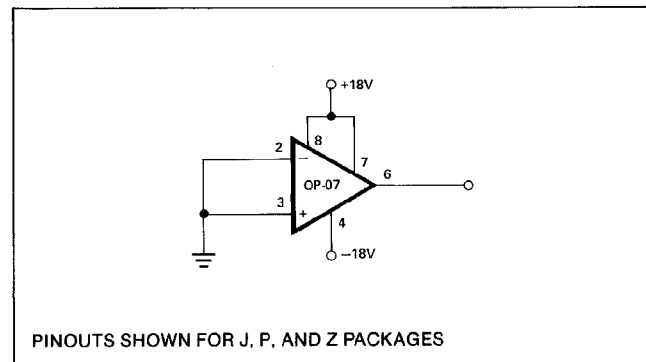 +18V
8
2
−
7
OP-07
6
3
+
4
−18V
PINOUTS SHOWN FOR J, P, AND Z PACKAGES